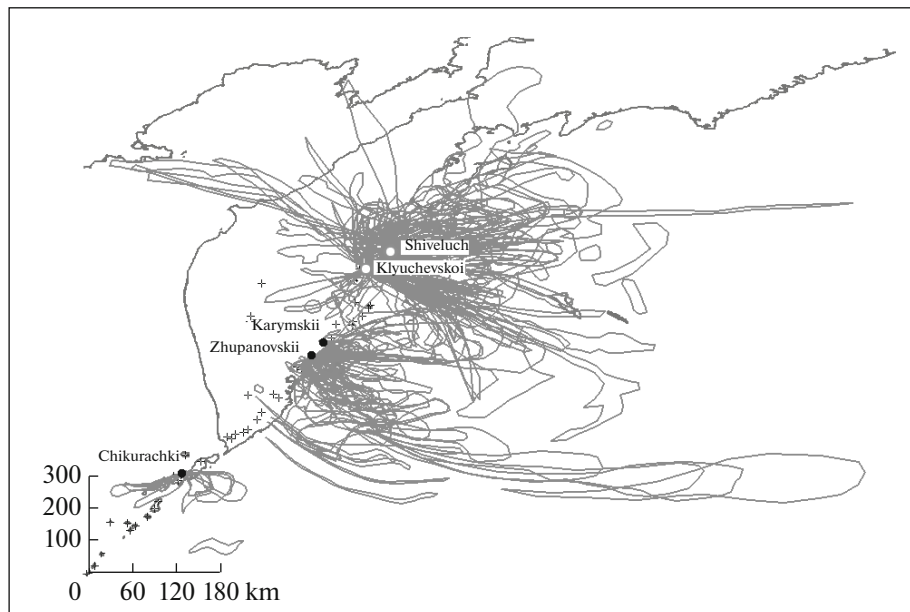 Shiveluch
Klyuchevskoi
Karymskii
Zhupanovskii
Chikurachki
300
200
100
0 60 120 180 km